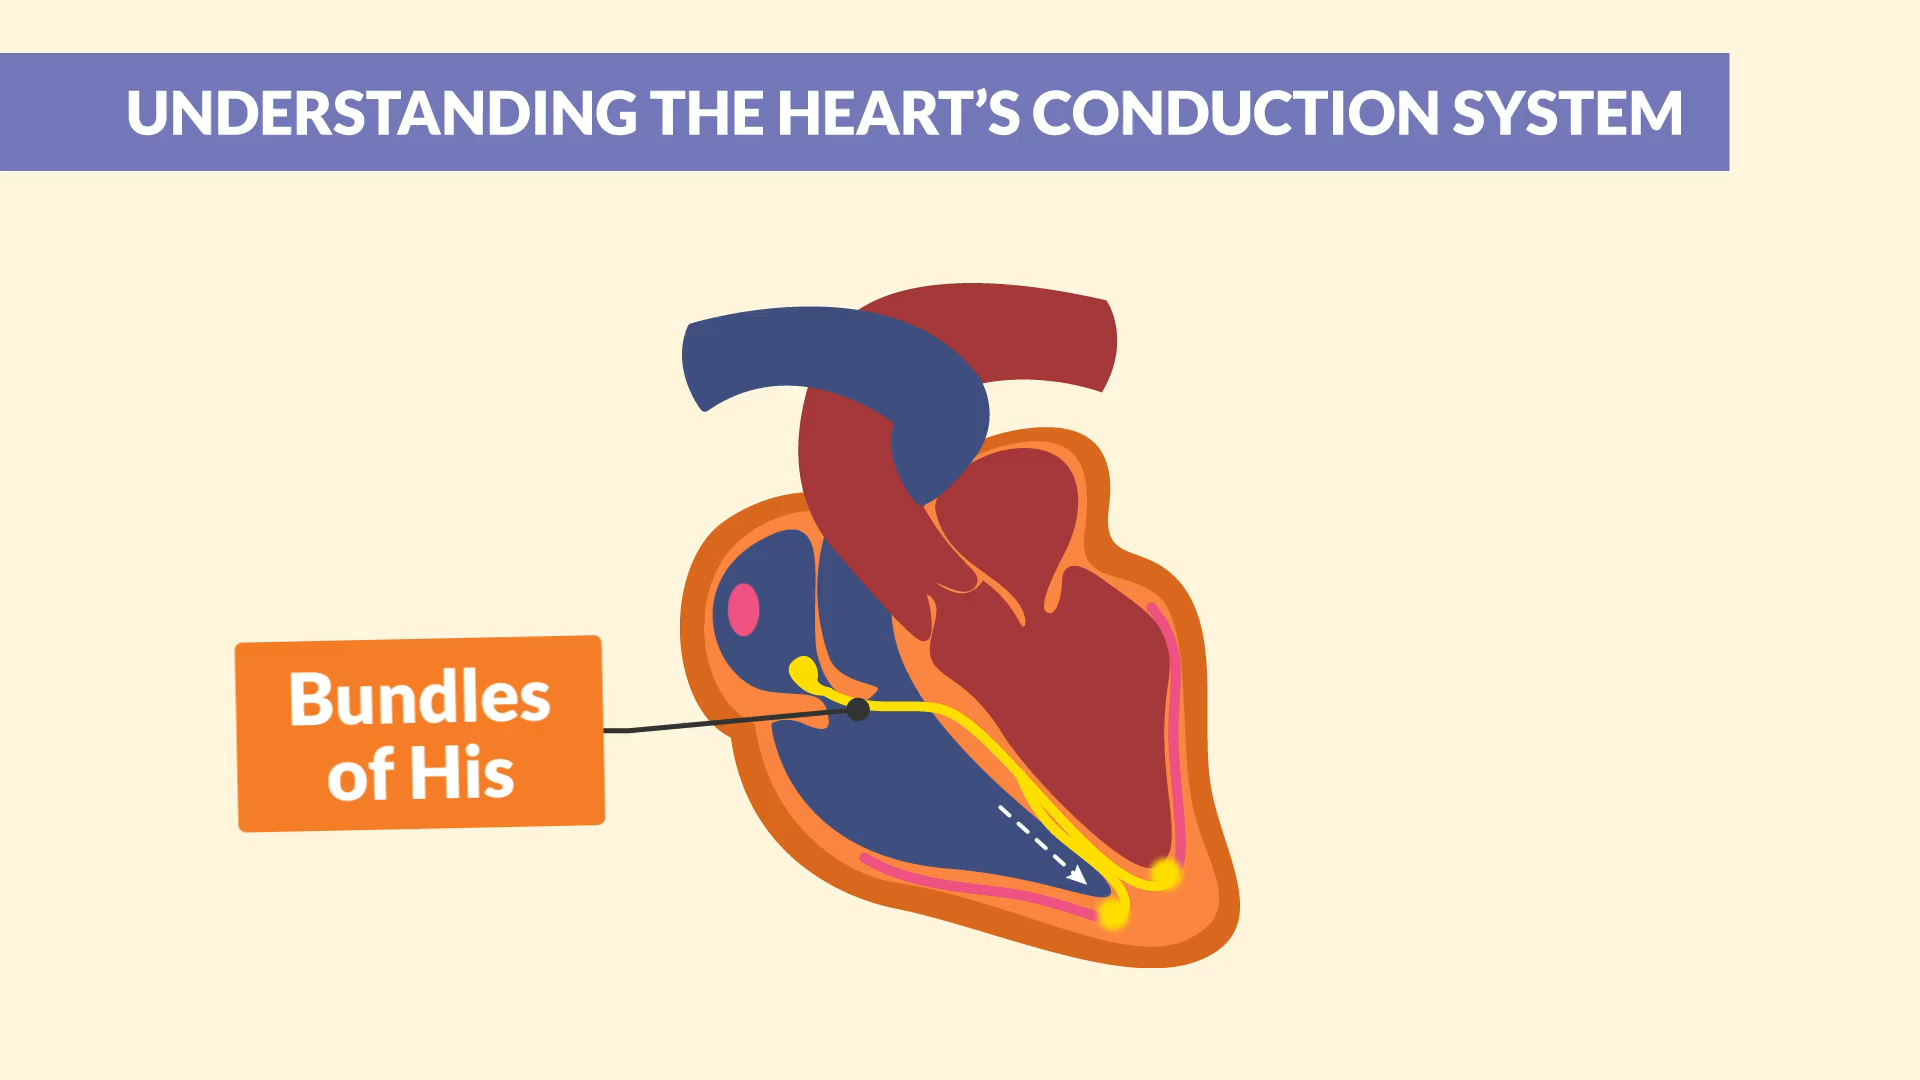 UNDERSTANDING THE HEART’S CONDUCTION SYSTEM
Bundles
of His